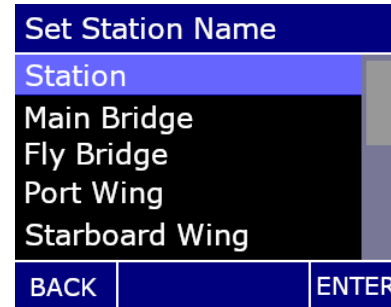 Set Station Name
Station
Main Bridge
Fly Bridge
Port Wing
Starboard Wing
BACK ENTER